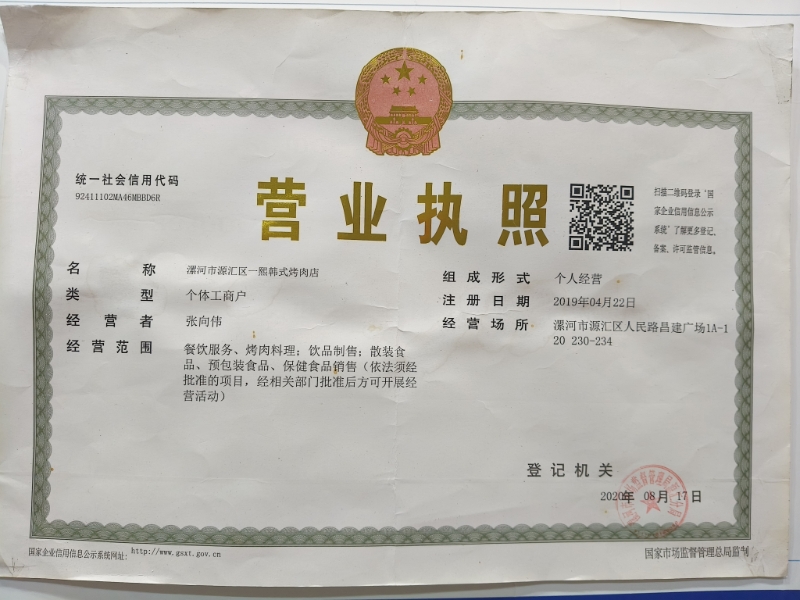 统一社会信用代码
92411102MA46MBBD6R
营业执照
扫描二维码登录‘国
家企业信用信息公示
系统’了解更多登记、
备案、许可监管信息。
名称 漯河市源汇区一熙韩式烤肉店
类型 个体工商户
经营者 张向伟
经营范围 餐饮服务、烤肉料理；饮品制售；散装食
品、预包装食品、保健食品销售（依法须经
批准的项目，经相关部门批准后方可开展经
营活动）
组成形式 个人经营
注册日期 2019年04月22日
经营场所 漯河市源汇区人民路昌建广场1A-1
20 230-234
登记机关
2020年 08月 17日
国家企业信用信息公示系统网址： http://www.gsxt.gov.cn
国家市场监督管理总局监制